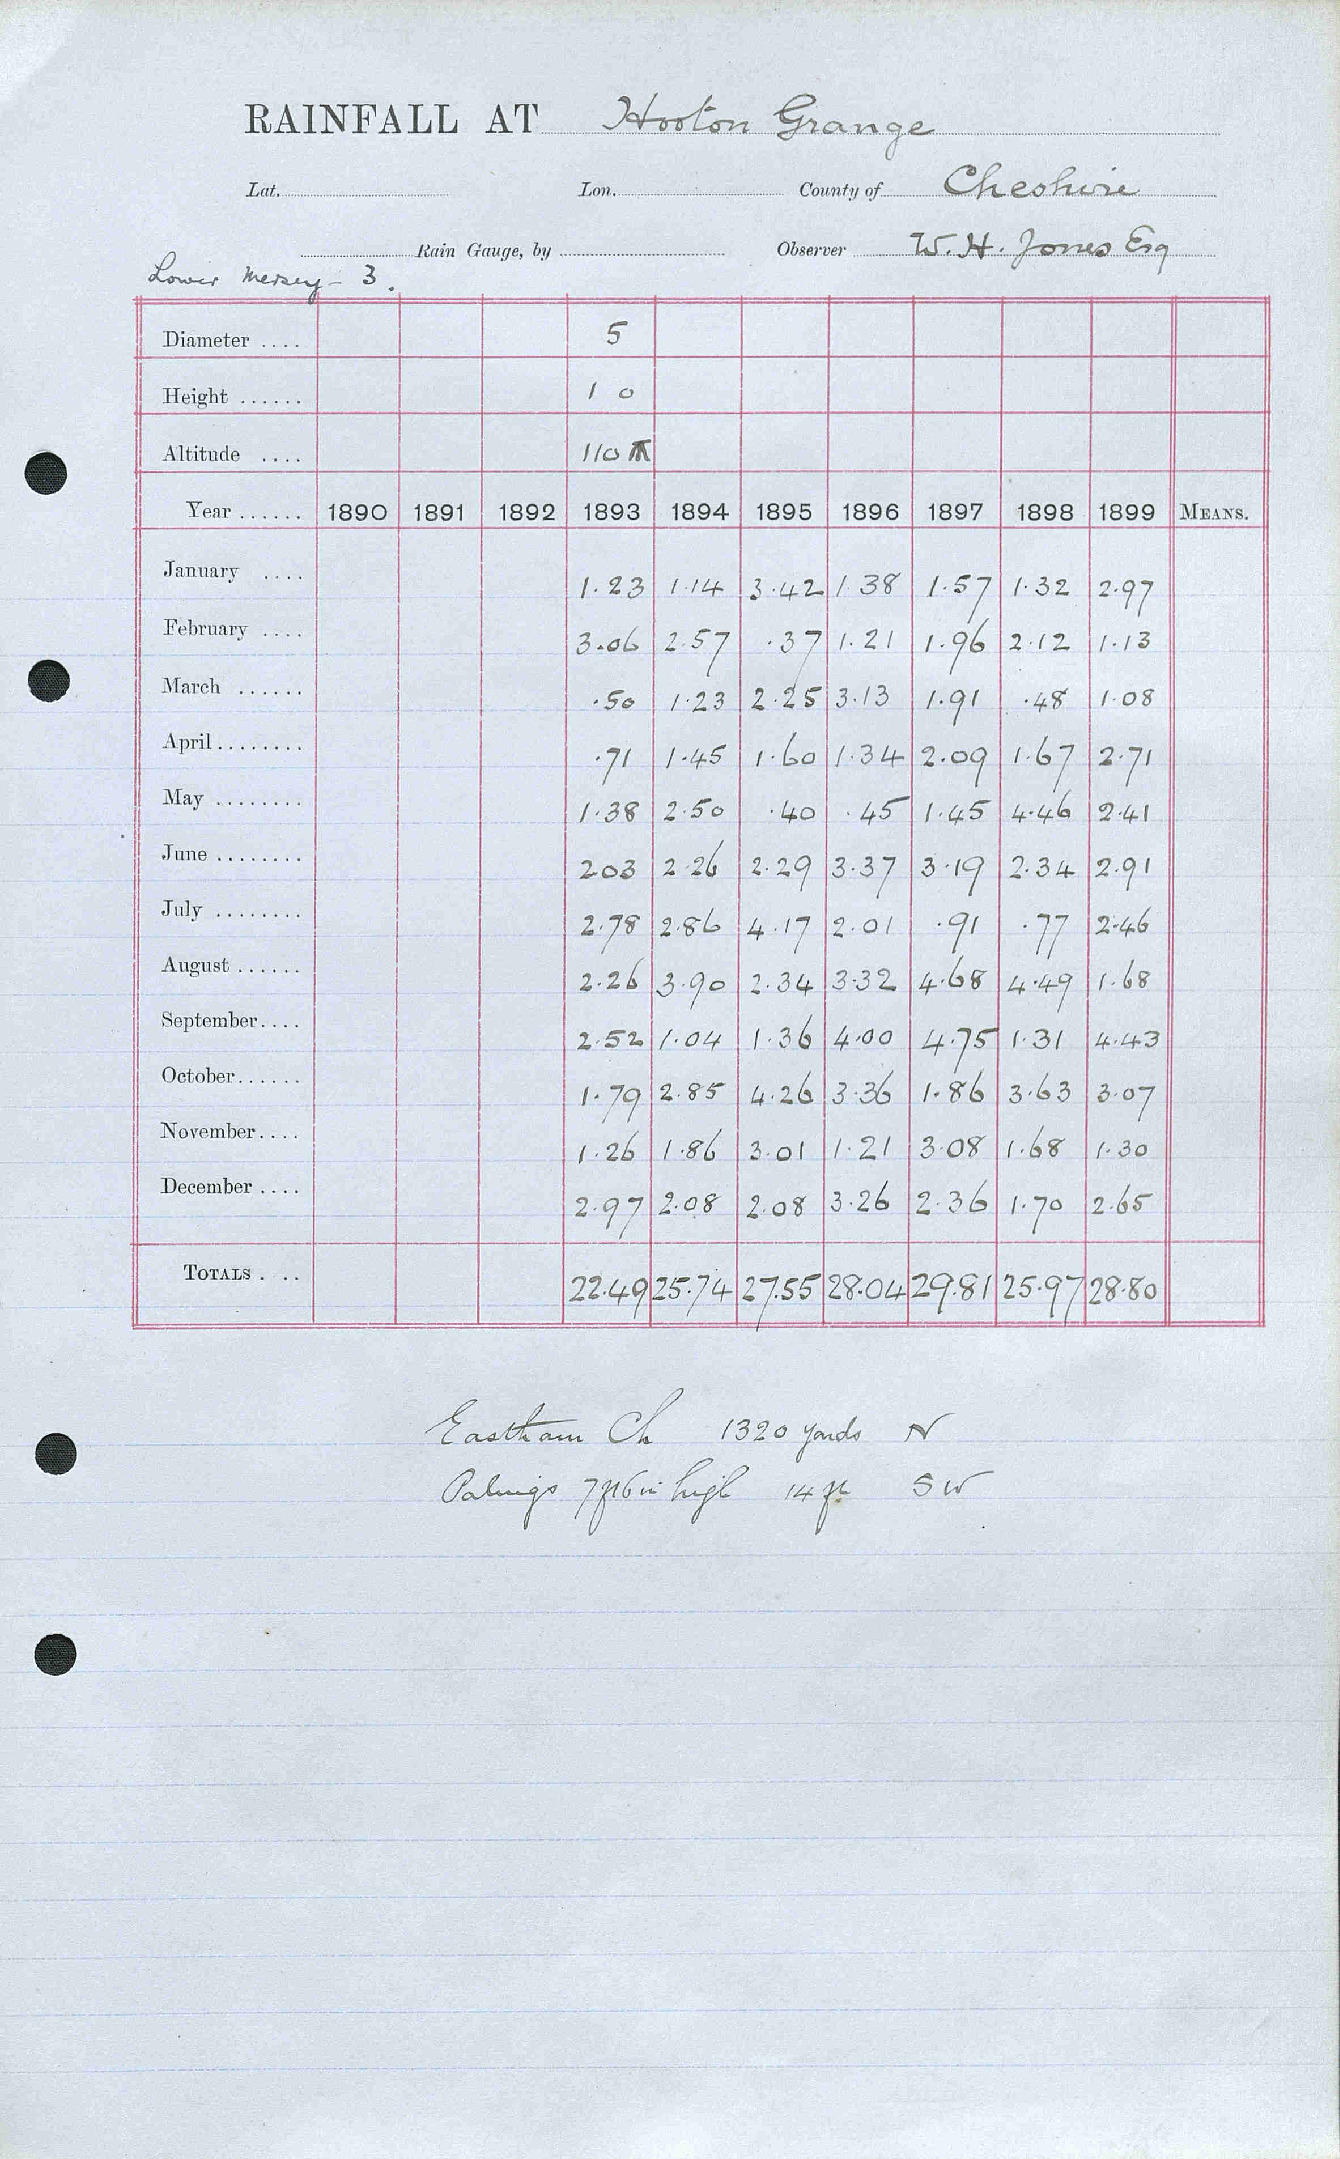 RAINFALL AT Hooton Grange
Lat. Lon. County of Cheshire
Rain Gauge, by Observer W. H. Jones Esq
Lower Mersey - 3.
Diameter .... 5
Height ...... 1 0
Altitude .... 110
Year ...... 1890 1891 1892 1893 1894 1895 1896 1897 1898 1899 MEANS.
January .... 1.23 1.14 3.42 1.38 1.57 1.32 2.97
February .... 3.06 2.57 .37 1.21 1.96 2.12 1.13
March ...... .50 1.23 2.25 3.13 1.91 .48 1.08
April ........ .71 1.45 1.60 1.34 2.09 1.67 2.71
May ........ 1.38 2.50 .40 .45 1.45 4.46 2.41
June ........ 203 2.26 2.29 3.37 3.19 2.34 2.91
July ........ 2.78 2.86 4.17 2.01 .91 .77 2.46
August ...... 2.26 3.90 2.34 3.32 4.68 4.49 1.68
September .... 2.52 1.04 1.36 4.00 4.75 1.31 4.43
October ...... 1.79 2.85 4.26 3.36 1.86 3.63 3.07
November .... 1.26 1.86 3.01 1.21 3.08 1.68 1.30
December .... 2.97 2.08 2.08 3.26 2.36 1.70 2.65
TOTALS .... 22.49 25.74 27.55 28.04 29.81 25.97 28.80
Eastham Ch 1320 yards N
Palings 7ft6in high 14 ft SW